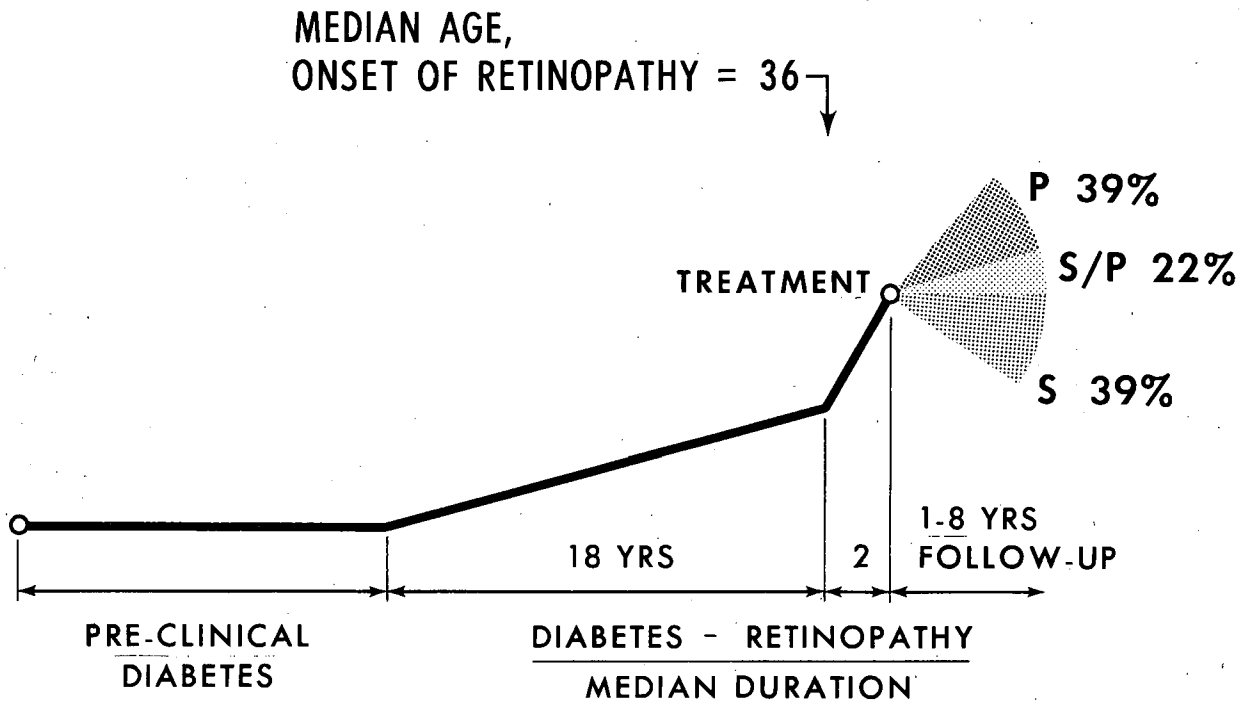 MEDIAN AGE,
ONSET OF RETINOPATHY = 36
P 39%
S/P 22%
TREATMENT
S 39%
18 YRS
2
1-8 YRS
FOLLOW-UP
PRE-CLINICAL
DIABETES
DIABETES - RETINOPATHY
MEDIAN DURATION